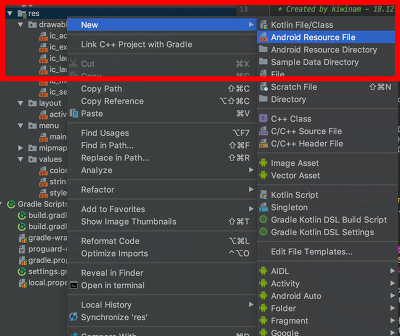 res
drawab
ic_ac
ic_ex
ic_la
ic_la
ic_m
ic_se
layout
activ
menu
main
mipmap
values
color
strin
style
Gradle Scripts
build.gradl
build.gradl
gradle-wra
proguard-
gradle.pro
settings.gr
local.prope
13
* Created by kiwinam - 18.12
New
Link C++ Project with Gradle
Cut ⌘X
Copy ⌘C
Copy Path ⇧⌘C
Copy Reference ⌥⇧⌘C
Paste ⌘V
Find Usages ⌥F7
Find in Path... ⇧⌘F
Replace in Path... ⇧⌘R
Analyze
Refactor
Add to Favorites
Show Image Thumbnails ⇧⌘T
Reformat Code ⌥⌘L
Optimize Imports ^⌥O
Reveal in Finder
Open in terminal
Local History
Synchronize 'res'
Compare With... ⌘D
Kotlin File/Class
Android Resource File
Android Resource Directory
Sample Data Directory
File
Scratch File ⇧⌘N
Directory
C++ Class
C/C++ Source File
C/C++ Header File
Image Asset
Vector Asset
Kotlin Script
Singleton
Gradle Kotlin DSL Build Script
Gradle Kotlin DSL Settings
Edit File Templates...
AIDL
Activity
Android Auto
Folder
Fragment
Google